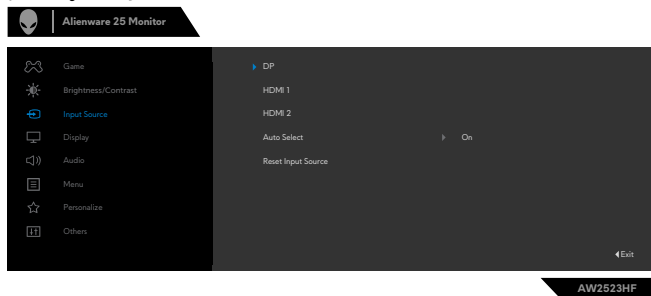 Alienware 25 Monitor
Game
DP
Brightness/Contrast
HDMI 1
Input Source
HDMI 2
Display
Auto Select
On
Audio
Reset Input Source
Menu
Personalize
Others
Exit
AW2523HF